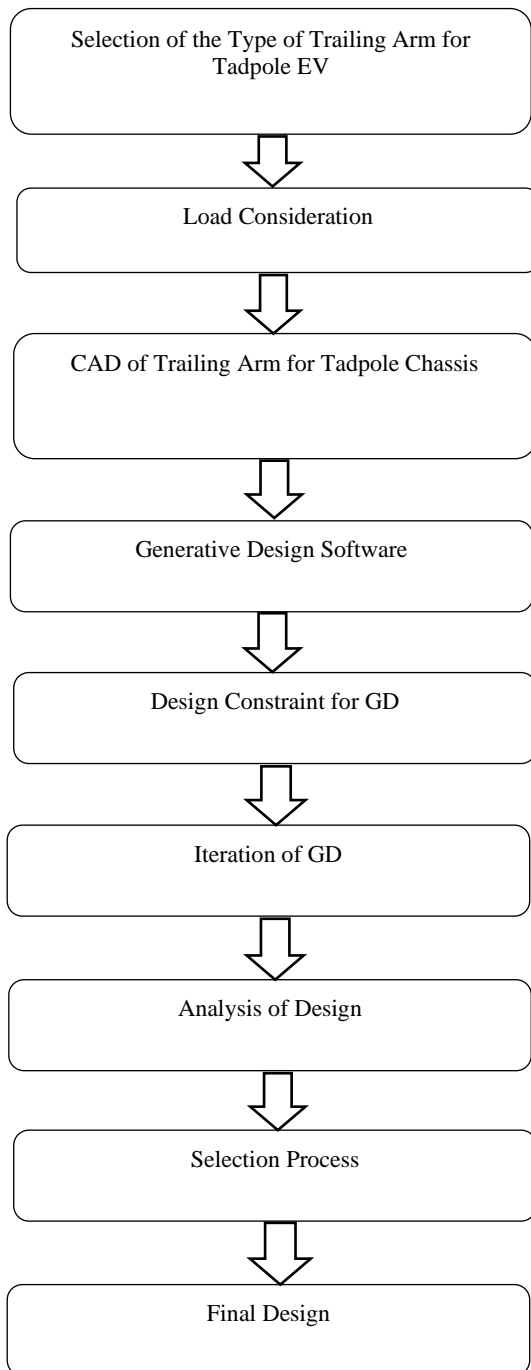 Selection of the Type of Trailing Arm for
Tadpole EV
Load Consideration
CAD of Trailing Arm for Tadpole Chassis
Generative Design Software
Design Constraint for GD
Iteration of GD
Analysis of Design
Selection Process
Final Design